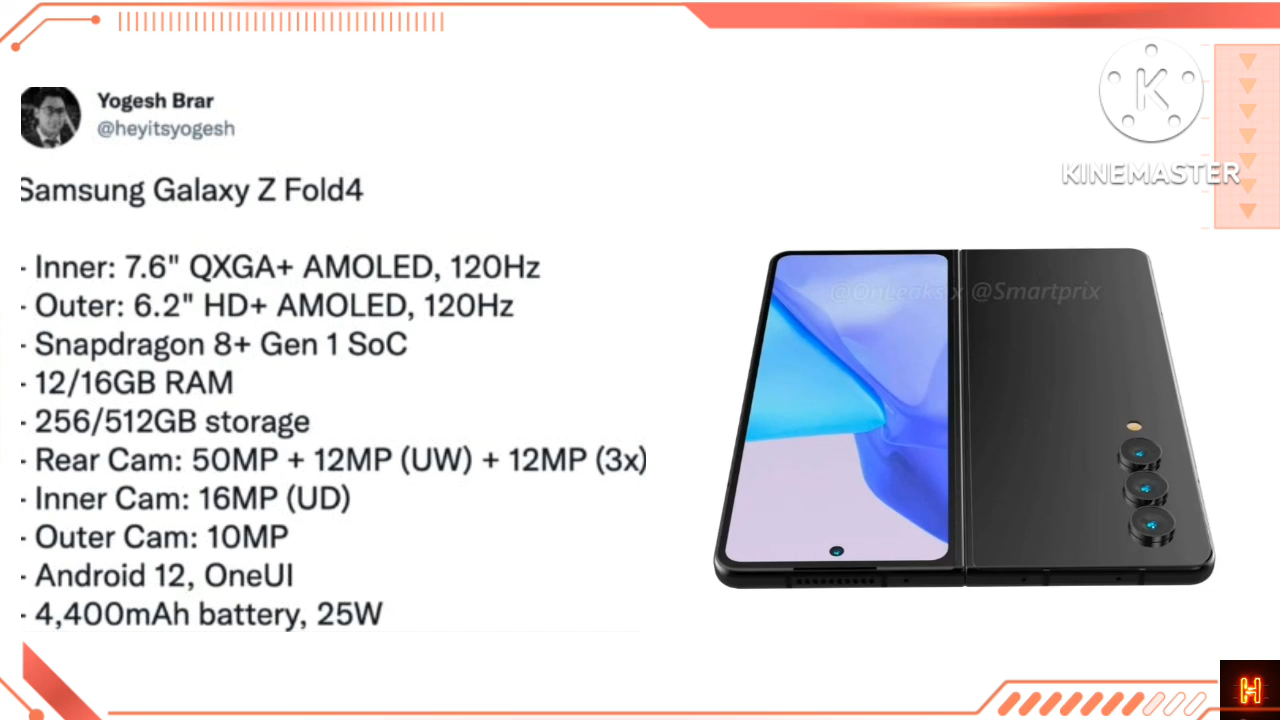 Yogesh Brar
@heyitsyogesh
Samsung Galaxy Z Fold4
- Inner: 7.6" QXGA+ AMOLED, 120Hz
- Outer: 6.2" HD+ AMOLED, 120Hz
- Snapdragon 8+ Gen 1 SoC
- 12/16GB RAM
- 256/512GB storage
- Rear Cam: 50MP + 12MP (UW) + 12MP (3x)
- Inner Cam: 16MP (UD)
- Outer Cam: 10MP
- Android 12, OneUI
- 4,400mAh battery, 25W
K
KINEMASTER
@OnLeaks x @Smartprix
H